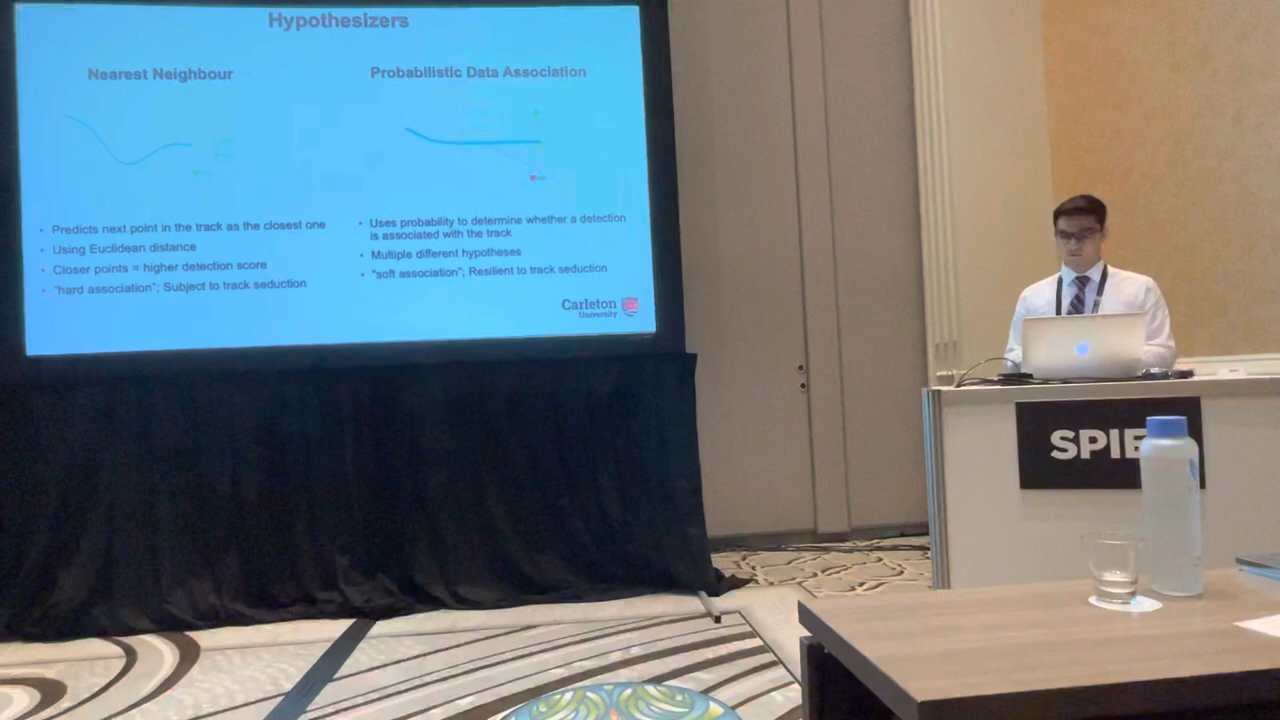 Hypothesizers
Nearest Neighbour
Predicts next point in the track as the closest one
Using Euclidean distance
Closer points = higher detection score
"hard association"; Subject to track seduction
Probabilistic Data Association
Uses probability to determine whether a detection
is associated with the track
Multiple different hypotheses
"soft association"; Resilient to track seduction
Carleton
University
SPIE